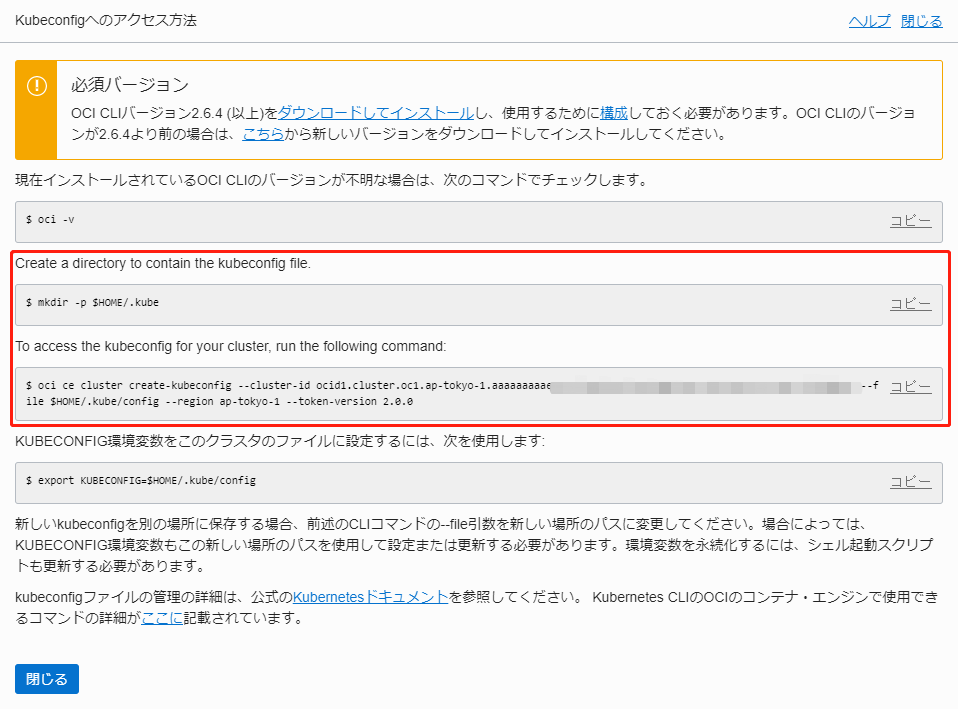 Kubeconfigへのアクセス方法
ヘルプ 閉じる
必須バージョン
OCI CLIバージョン2.6.4 (以上)をダウンロードしてインストールし、使用するために構成しておく必要があります。OCI CLIのバージョ
ンが2.6.4より前の場合は、こちらから新しいバージョンをダウンロードしてインストールしてください。
現在インストールされているOCI CLIのバージョンが不明な場合は、次のコマンドでチェックします。
$ oci -v
コピー
Create a directory to contain the kubeconfig file.
$ mkdir -p $HOME/.kube
コピー
To access the kubeconfig for your cluster, run the following command:
$ oci ce cluster create-kubeconfig --cluster-id ocid1.cluster.oc1.ap-tokyo-1.aaaaaaaaae --f
コピー
ile $HOME/.kube/config --region ap-tokyo-1 --token-version 2.0.0
KUBECONFIG環境変数をこのクラスタのファイルに設定するには、次を使用します:
$ export KUBECONFIG=$HOME/.kube/config
コピー
新しいkubeconfigを別の場所に保存する場合、前述のCLIコマンドの--file引数を新しい場所のパスに変更してください。場合によっては、
KUBECONFIG環境変数もこの新しい場所のパスを使用して設定または更新する必要があります。環境変数を永続化するには、シェル起動スクリプ
トも更新する必要があります。
kubeconfigファイルの管理の詳細は、公式のKubernetesドキュメントを参照してください。 Kubernetes CLIのOCIのコンテナ・エンジンで使用でき
るコマンドの詳細がここに記載されています。
閉じる